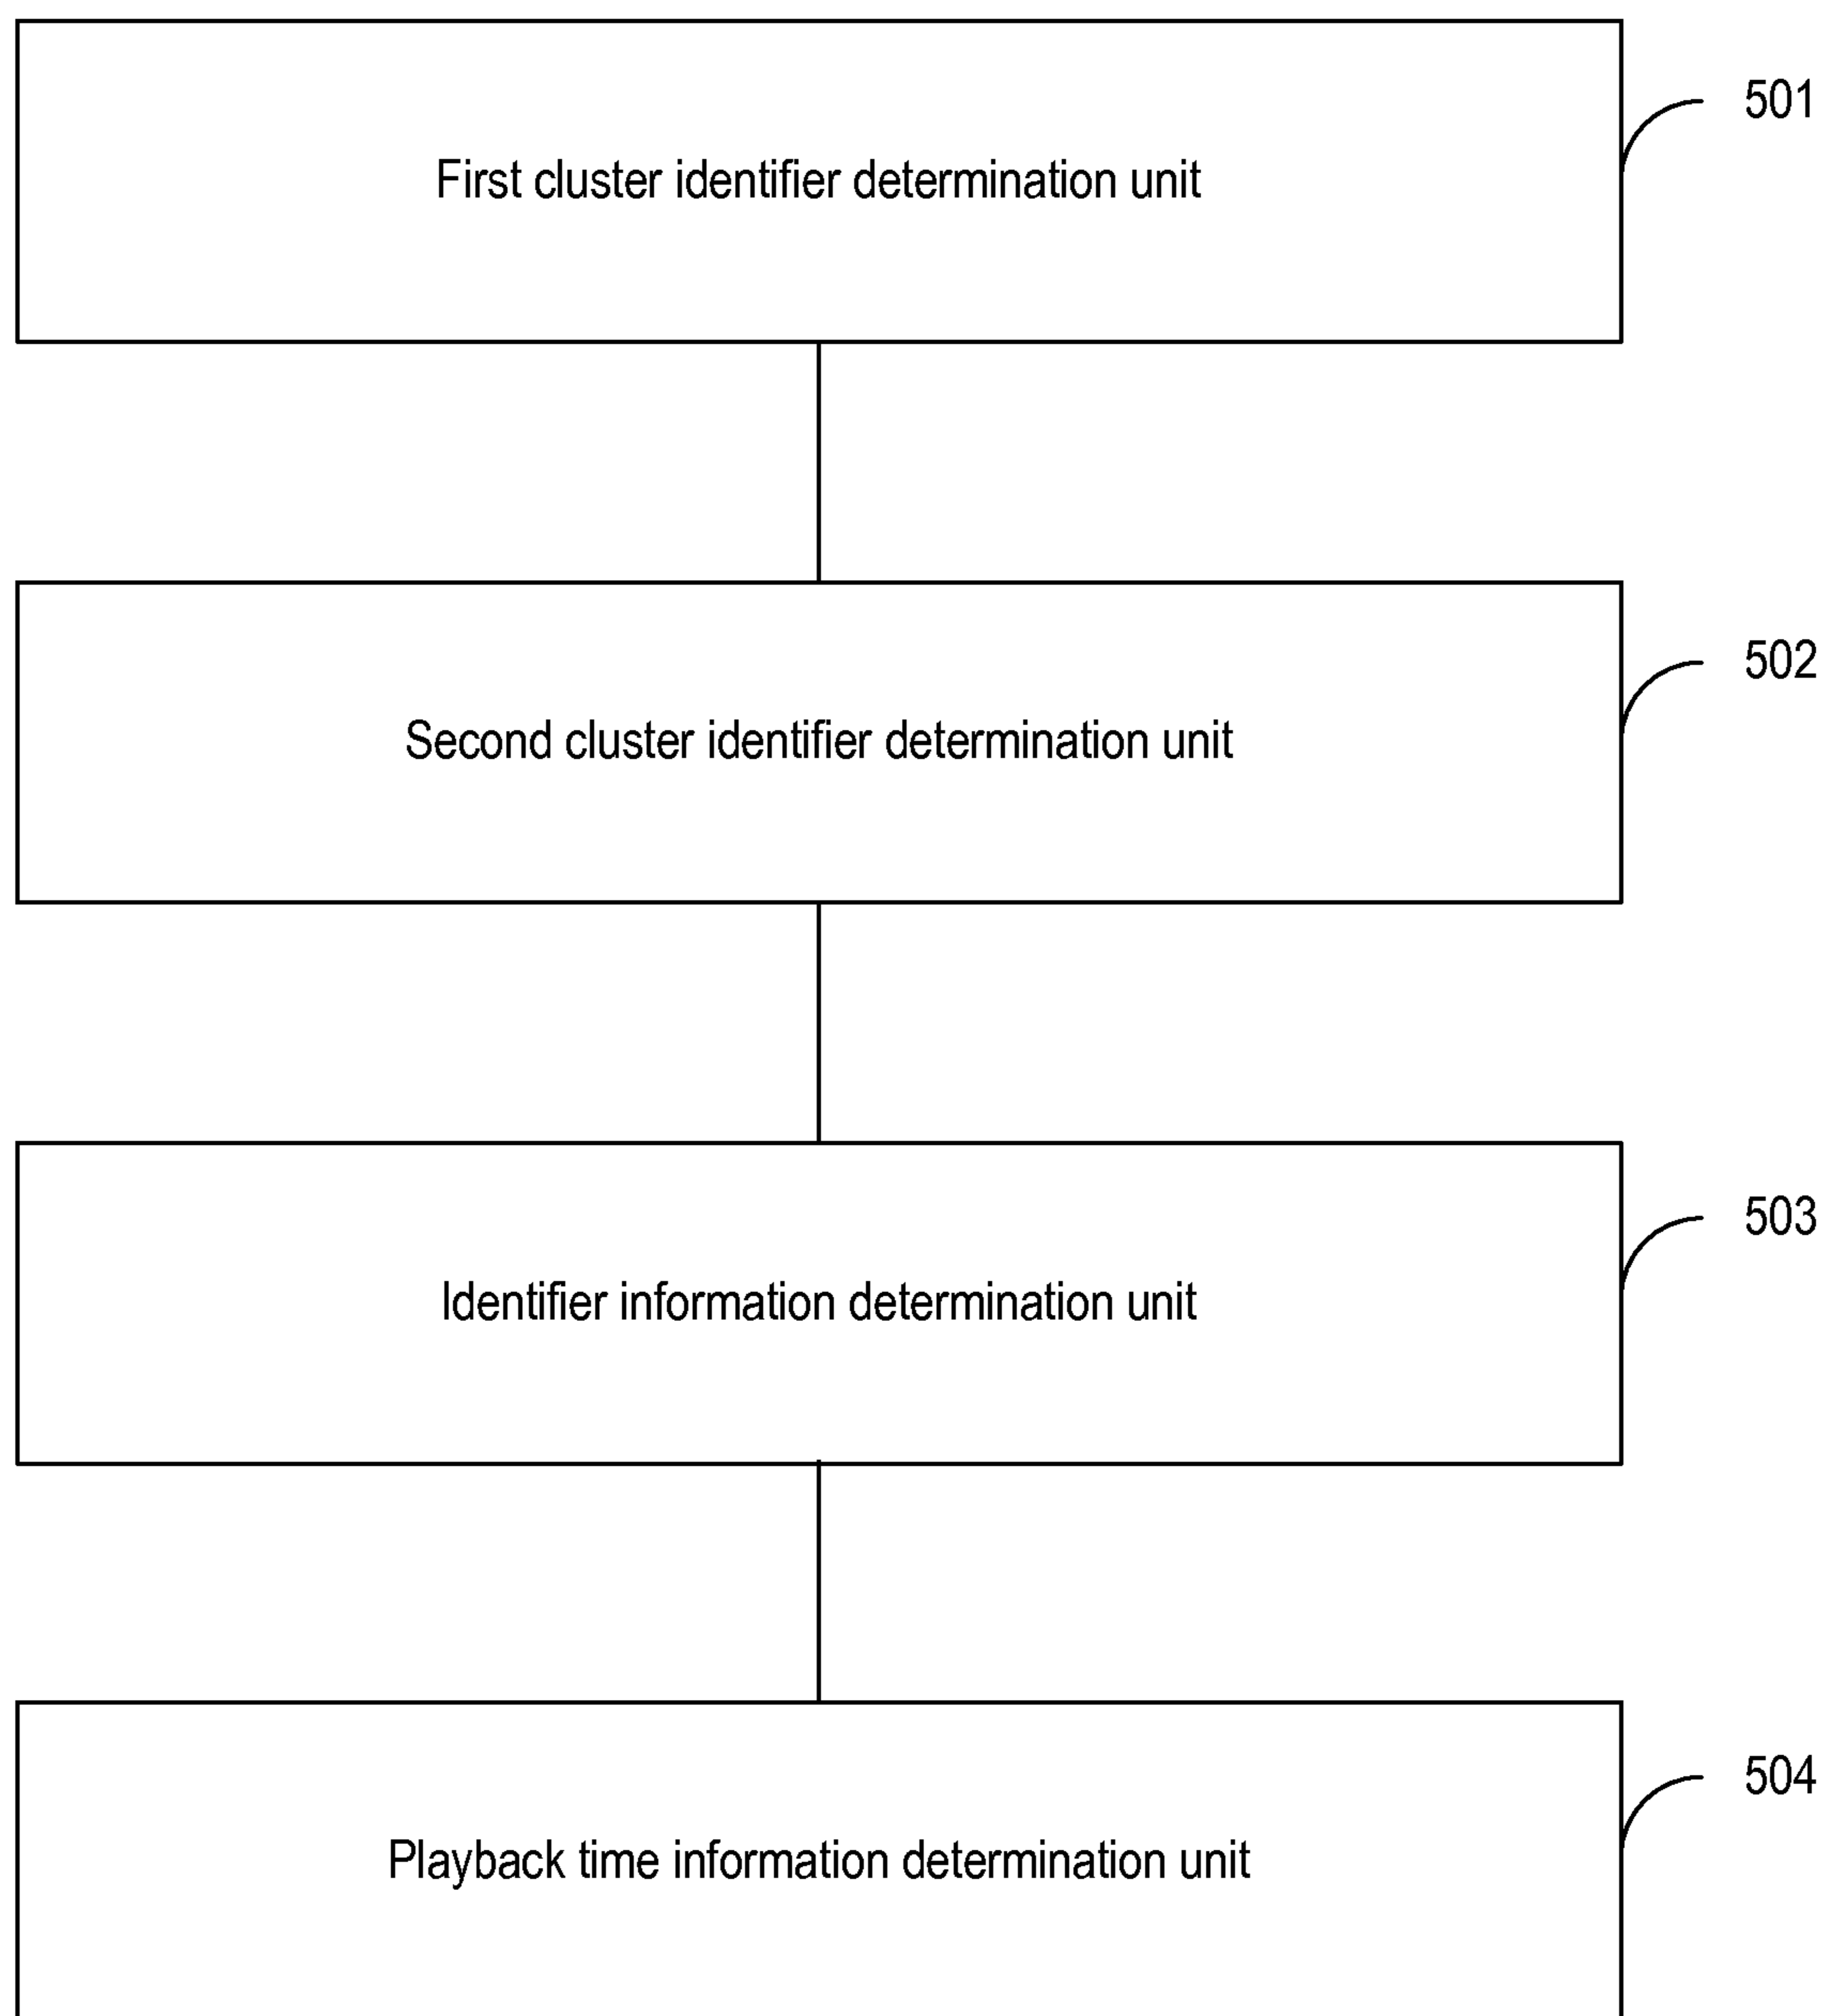 501
First cluster identifier determination unit
502
Second cluster identifier determination unit
503
Identifier information determination unit
504
Playback time information determination unit